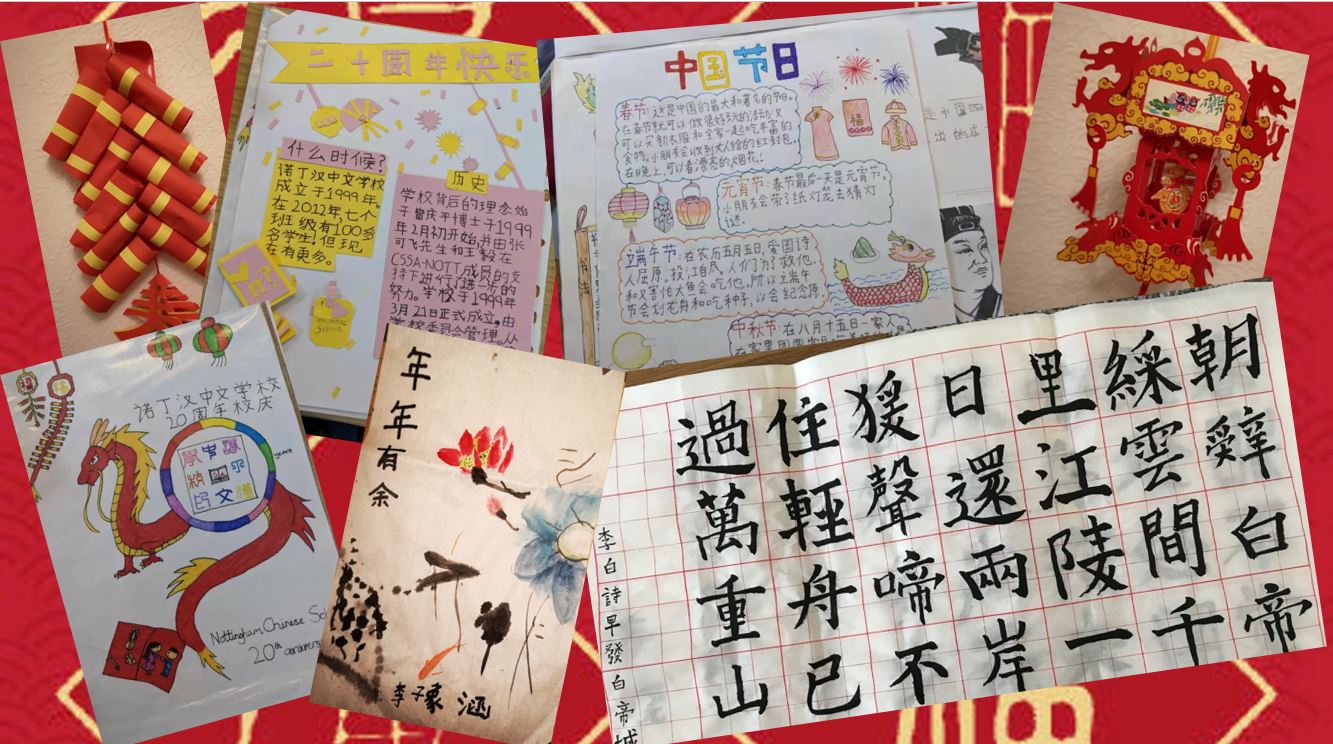 二十周年快乐
什么时候?
诺丁汉中文学校
成立于1999年。
在2012年,七个
班级有100多
名学生!但现
在有更多。
历史
学校背后的理念始
于曾庆平博士于1999
年2月初开始,并由张
可飞先生和王毅在
CSSA-NOTT成员的支
持下进行了进一步的
努力。学校于1999年
3月21日正式成立,由
学校委员会管理。从
中国节日
春节:这是中国的最大和著名的节日。
在春节就可以做很好玩的活动,又
可以买新衣服和全家一起吃丰富的
食物。小朋友会收到大人给的红封包。
在晚上,可以看漂亮的烟花!
福
元宵节:春节最后一天是元宵节。
小朋友会带了纸灯笼去猜灯
谜。
端午节:在农历五月五日,爱国诗
人屈原,投江自尽。人们为了救他,
和又害怕大鱼会吃他,所以端午
节会划龙舟和吃种子,以会纪念原
中秋节:在八月十五日一家人
诺丁汉中文学校
20周年校庆
years
Nottingham Chinese Sc
20th anniversa
年年有余
李子豪涵
朝辭白帝
綵雲間千
里江陵一
日還兩岸
猨聲啼不
住輕舟已
過萬重山
李白詩早發白帝城
福